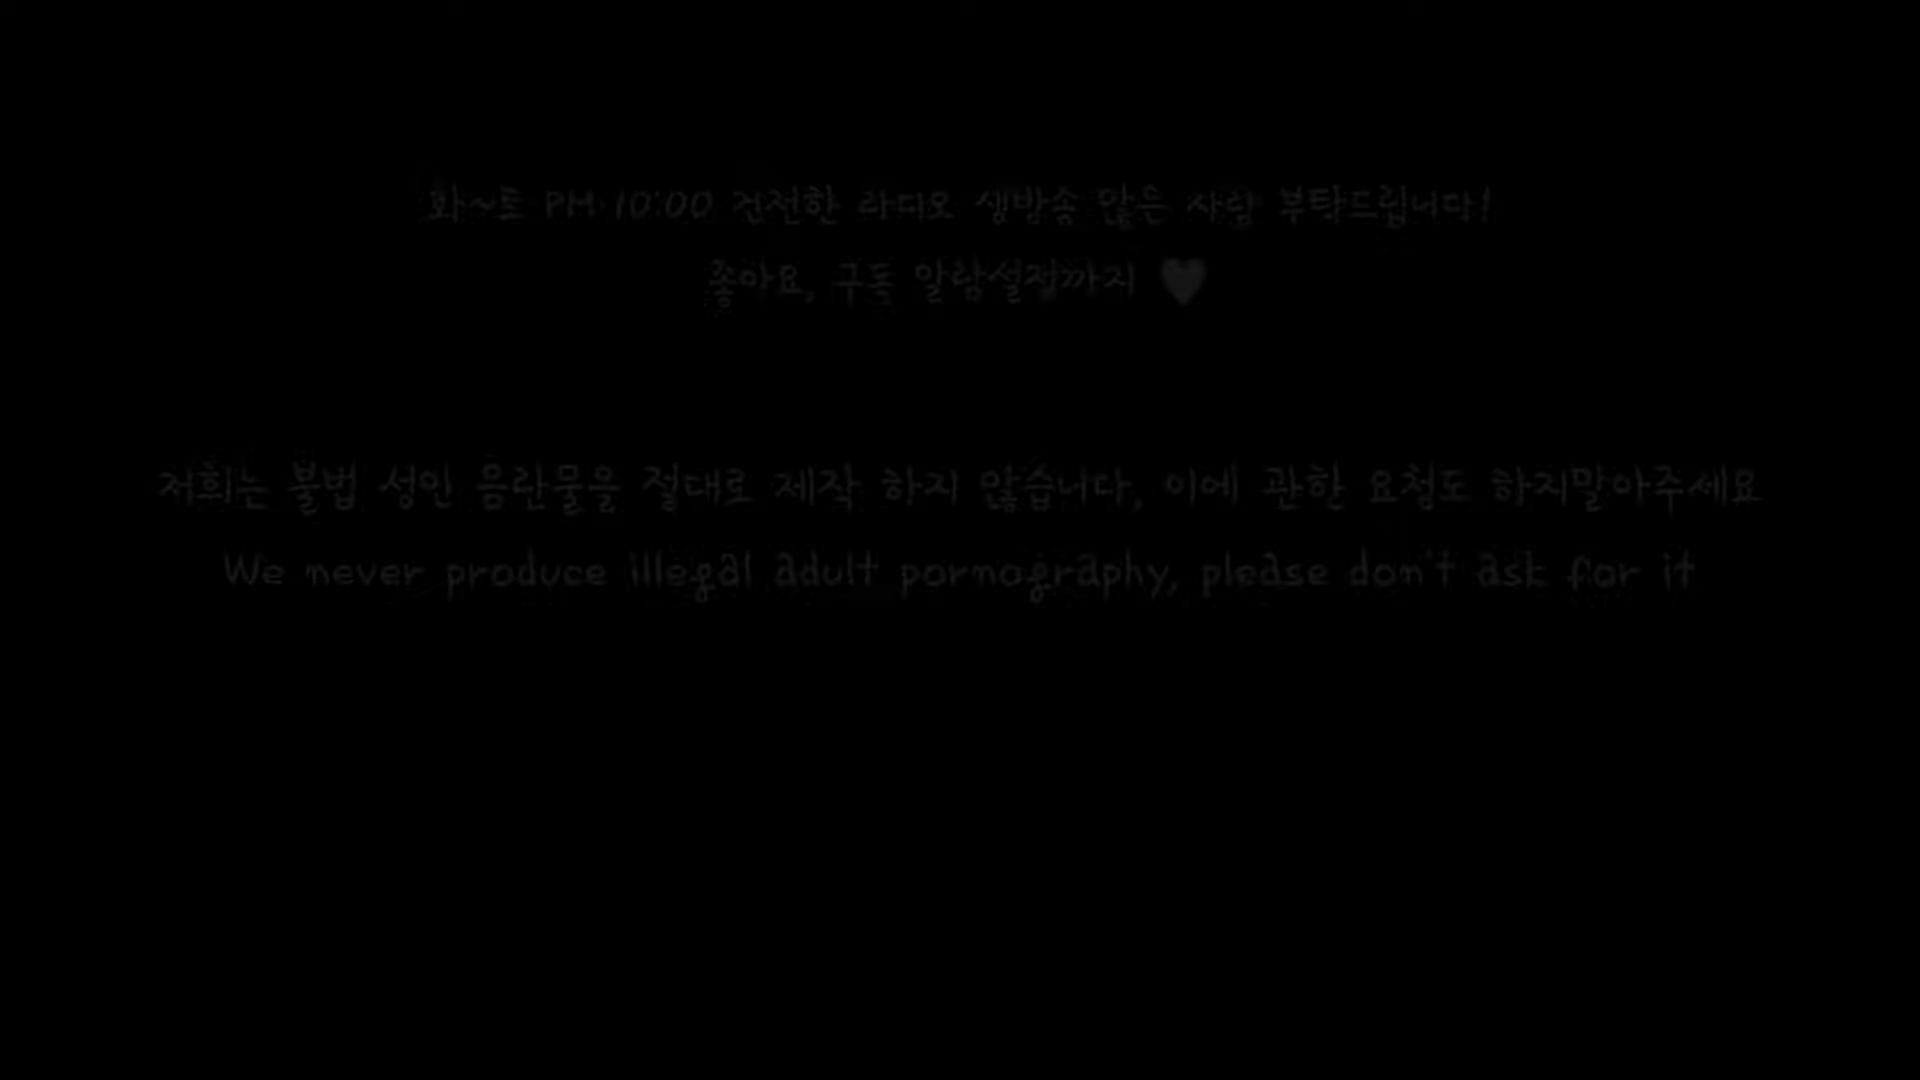 화~토 PM 10:00 건전한 라디오 생방송 많은 사랑 부탁드립니다!
좋아요, 구독 알람설정까지 ♥
저희는 불법 성인 음란물을 절대로 제작 하지 않습니다, 이에 관한 요청도 하지말아주세요
We never produce illegal adult pornography, please don't ask for it